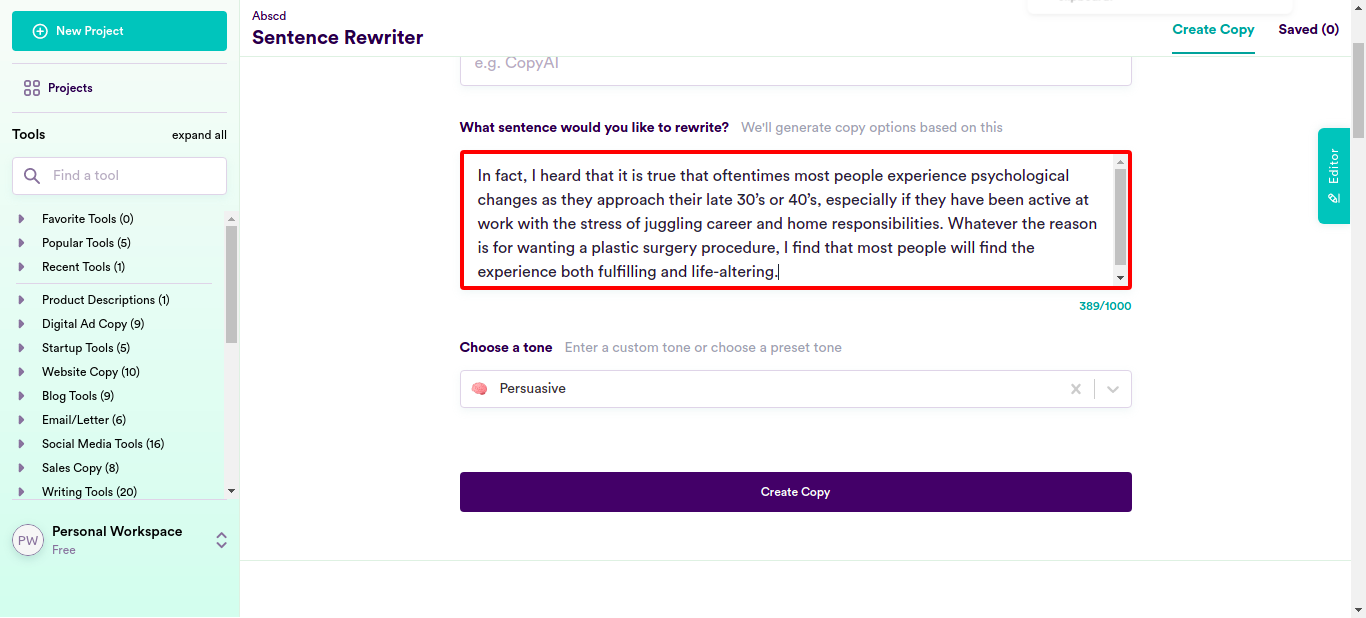 New Project
Projects
Tools
expand all
Find a tool
Favorite Tools (0)
Popular Tools (5)
Recent Tools (1)
Product Descriptions (1)
Digital Ad Copy (9)
Startup Tools (5)
Website Copy (10)
Blog Tools (9)
Email/Letter (6)
Social Media Tools (16)
Sales Copy (8)
Writing Tools (20)
PW
Personal Workspace
Free
Abscd
Sentence Rewriter
Create Copy
Saved (0)
e.g. CopyAI
What sentence would you like to rewrite? We'll generate copy options based on this
In fact, I heard that it is true that oftentimes most people experience psychological
changes as they approach their late 30’s or 40’s, especially if they have been active at
work with the stress of juggling career and home responsibilities. Whatever the reason
is for wanting a plastic surgery procedure, I find that most people will find the
experience both fulfilling and life-altering.
389/1000
Choose a tone Enter a custom tone or choose a preset tone
Persuasive
Create Copy
Editor